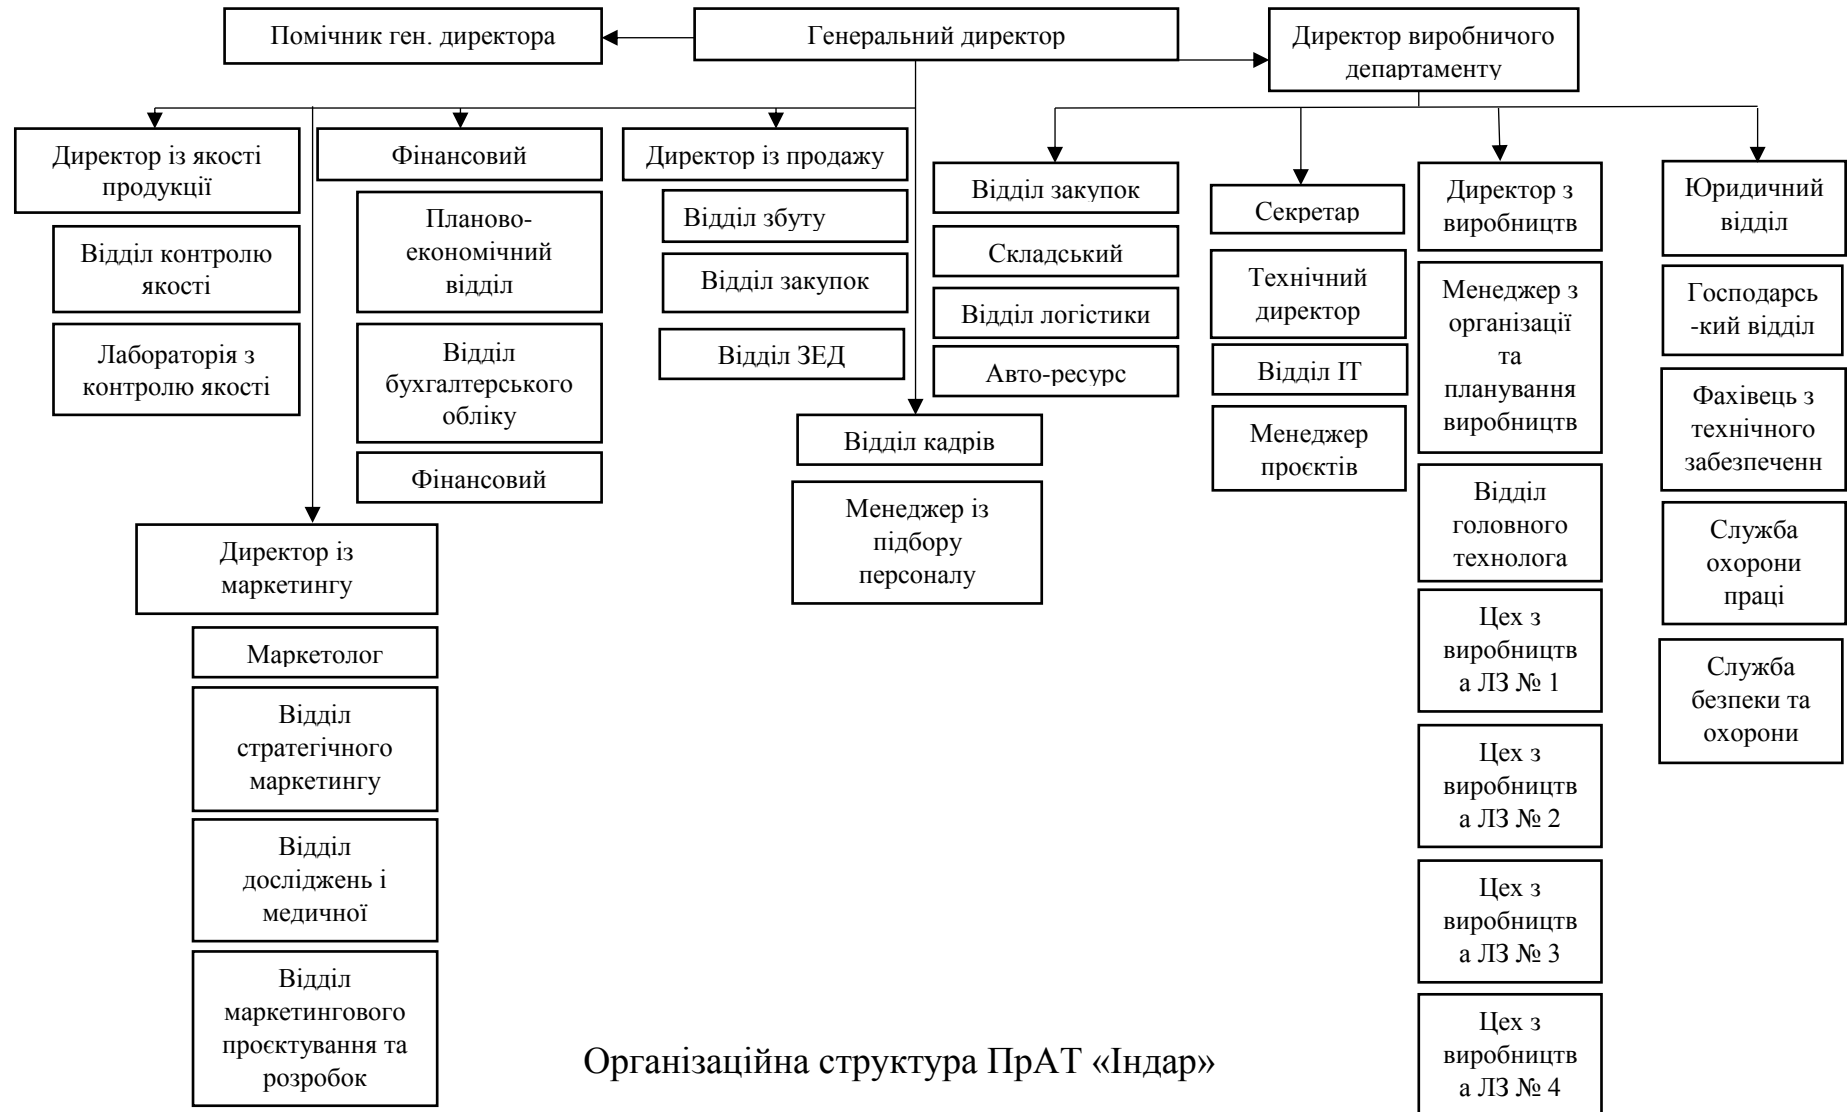 Помічник ген. директора
Генеральний директор
Директор виробничого
департаменту
Директор із якості
продукції
Відділ контролю
якості
Лабораторія з
контролю якості
Фінансовий
Планово-
економічний
відділ
Відділ
бухгалтерського
обліку
Фінансовий
Директор із продажу
Відділ збуту
Відділ закупок
Відділ ЗЕД
Відділ кадрів
Менеджер із
підбору
персоналу
Директор із
маркетингу
Маркетолог
Відділ
стратегічного
маркетингу
Відділ
досліджень і
медичної
Відділ
маркетингового
проєктування та
розробок
Відділ закупок
Складський
Відділ логістики
Авто-ресурс
Секретар
Технічний
директор
Відділ ІТ
Менеджер
проєктів
Директор з
виробництв
Менеджер з
організації
та
планування
виробництв
Відділ
головного
технолога
Цех з
виробництв
а ЛЗ № 1
Цех з
виробництв
а ЛЗ № 2
Цех з
виробництв
а ЛЗ № 3
Цех з
виробництв
а ЛЗ № 4
Юридичний
відділ
Господарсь
-кий відділ
Фахівець з
технічного
забезпеченн
Служба
охорони
праці
Служба
безпеки та
охорони
Організаційна структура ПрАТ «Індар»